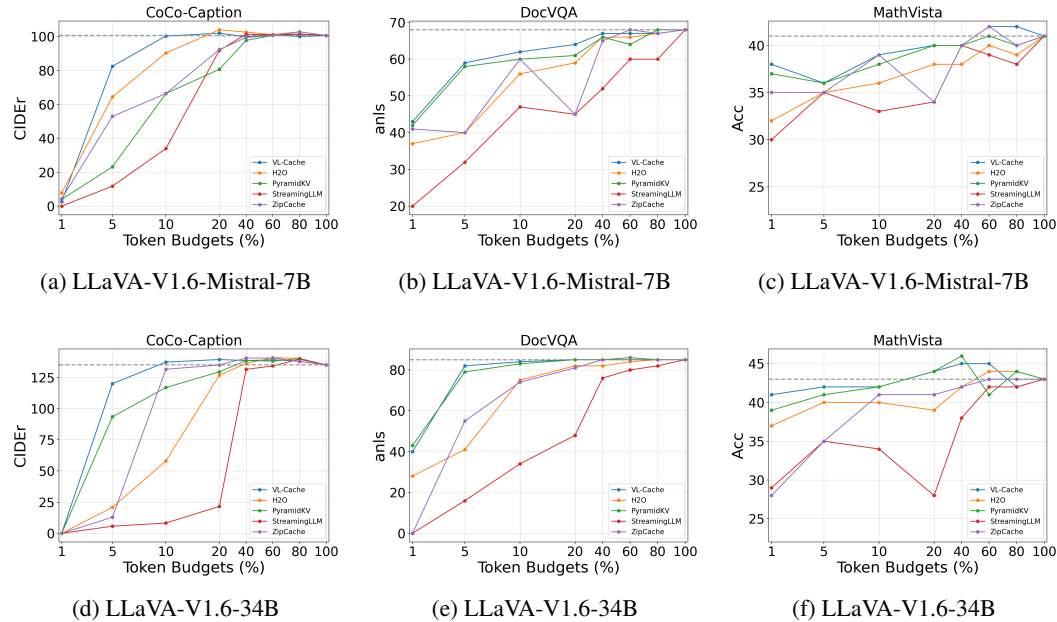 CoCo-Caption
CIDEr
100
80
60
40
20
0
1 5 10 20 40 60 80 100
Token Budgets (%)
VL-Cache
H2O
PyramidKV
StreamingLLM
ZipCache
(a) LLaVA-V1.6-Mistral-7B
DocVQA
anls
70
60
50
40
30
20
1 5 10 20 40 60 80 100
Token Budgets (%)
VL-Cache
H2O
PyramidKV
StreamingLLM
ZipCache
(b) LLaVA-V1.6-Mistral-7B
MathVista
Acc
40
35
30
25
1 5 10 20 40 60 80 100
Token Budgets (%)
VL-Cache
H2O
PyramidKV
StreamingLLM
ZipCache
(c) LLaVA-V1.6-Mistral-7B
CoCo-Caption
CIDEr
125
100
75
50
25
0
1 5 10 20 40 60 80 100
Token Budgets (%)
VL-Cache
H2O
PyramidKV
StreamingLLM
ZipCache
(d) LLaVA-V1.6-34B
DocVQA
anls
80
60
40
20
0
1 5 10 20 40 60 80 100
Token Budgets (%)
VL-Cache
H2O
PyramidKV
StreamingLLM
ZipCache
(e) LLaVA-V1.6-34B
MathVista
Acc
45
40
35
30
25
1 5 10 20 40 60 80 100
Token Budgets (%)
VL-Cache
H2O
PyramidKV
StreamingLLM
ZipCache
(f) LLaVA-V1.6-34B